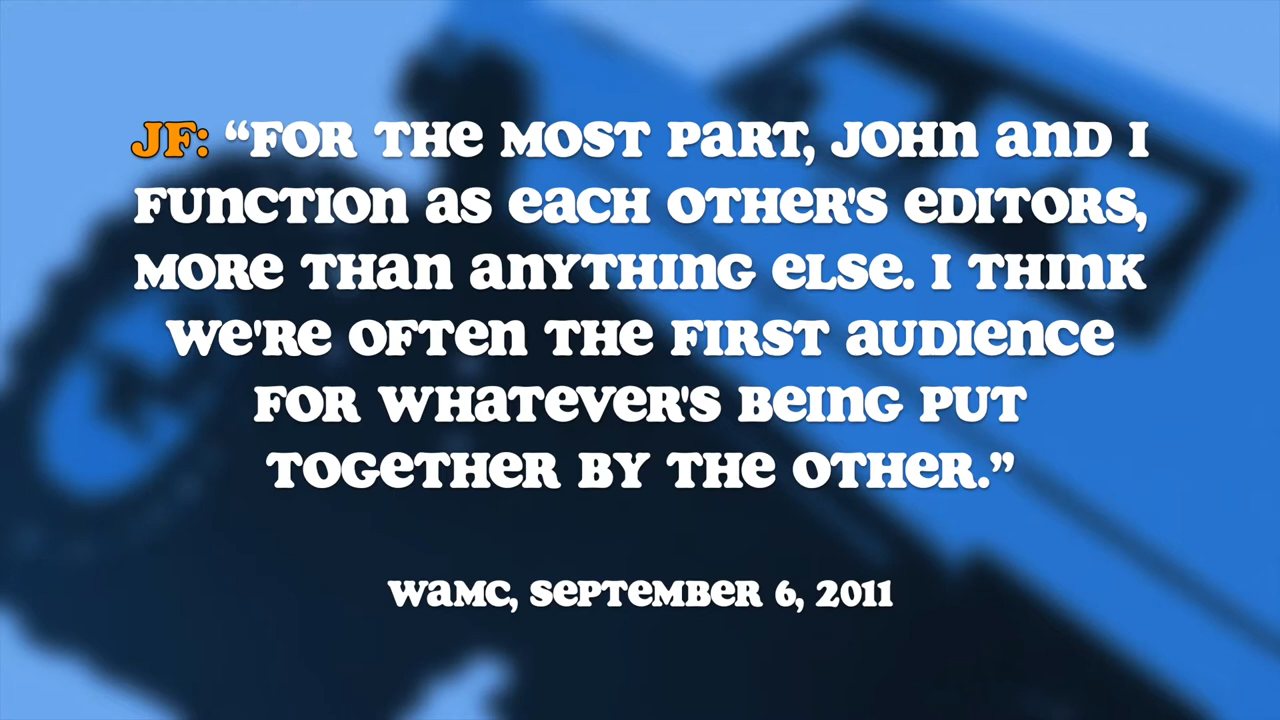 JF: “FOR THE MOST PART, JOHN AND I
FUNCTION AS EACH OTHER'S EDITORS,
MORE THAN ANYTHING ELSE. I THINK
WE'RE OFTEN THE FIRST AUDIENCE
FOR WHATEVER'S BEING PUT
TOGETHER BY THE OTHER.”
WAMC, SEPTEMBER 6, 2011